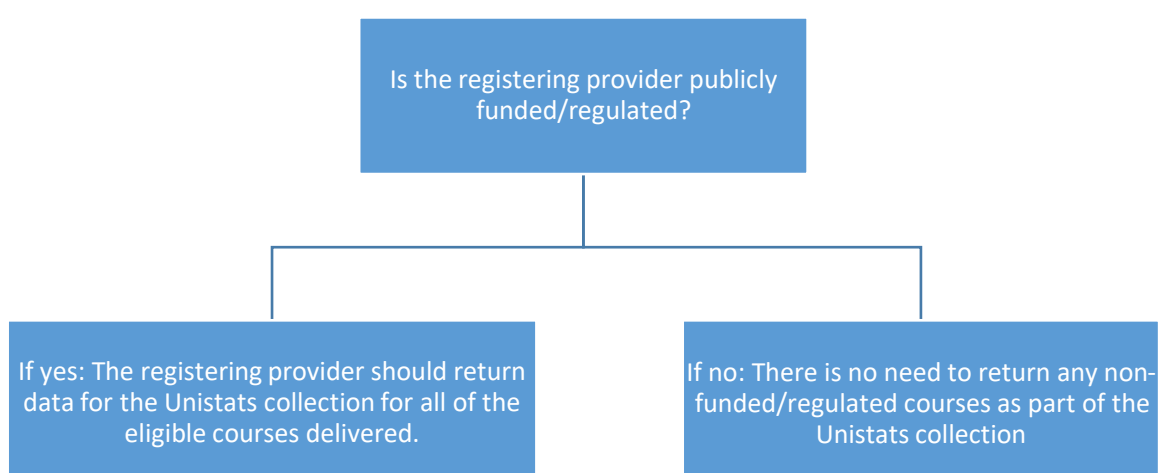 Is the registering provider publicly
funded/regulated?
If yes: The registering provider should return
data for the Unistats collection for all of the
eligible courses delivered.
If no: There is no need to return any non-
funded/regulated courses as part of the
Unistats collection